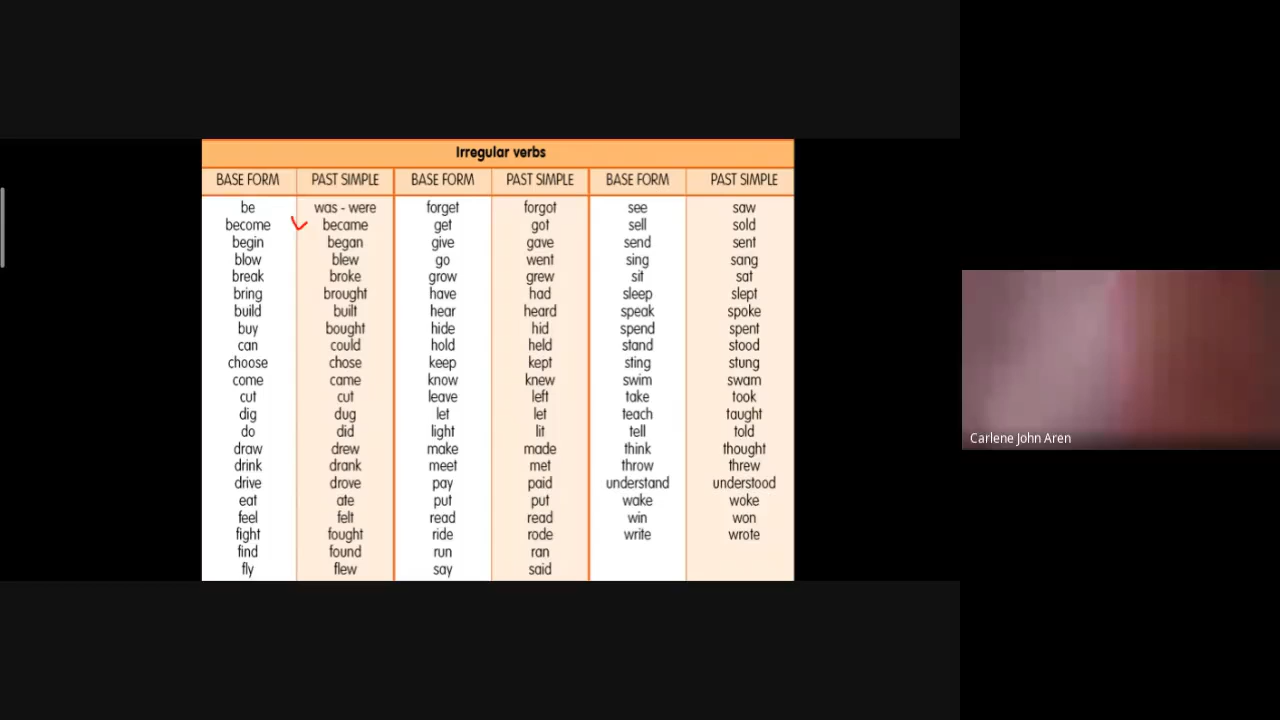 Irregular verbs
BASE FORM PAST SIMPLE BASE FORM PAST SIMPLE BASE FORM PAST SIMPLE
be was - were forget forgot see saw
become became get got sell sold
begin began give gave send sent
blow blew go went sing sang
break broke grow grew sit sat
bring brought have had sleep slept
build built hear heard speak spoke
buy bought hide hid spend spent
can could hold held stand stood
choose chose keep kept sting stung
come came know knew swim swam
cut cut leave left take took
dig dug let let teach taught
do did light lit tell told
draw drew make made think thought
drink drank meet met throw threw
drive drove pay paid understand understood
eat ate put put wake woke
feel felt read read win won
fight fought ride rode write wrote
find found run ran
fly flew say said
Carlene John Aren